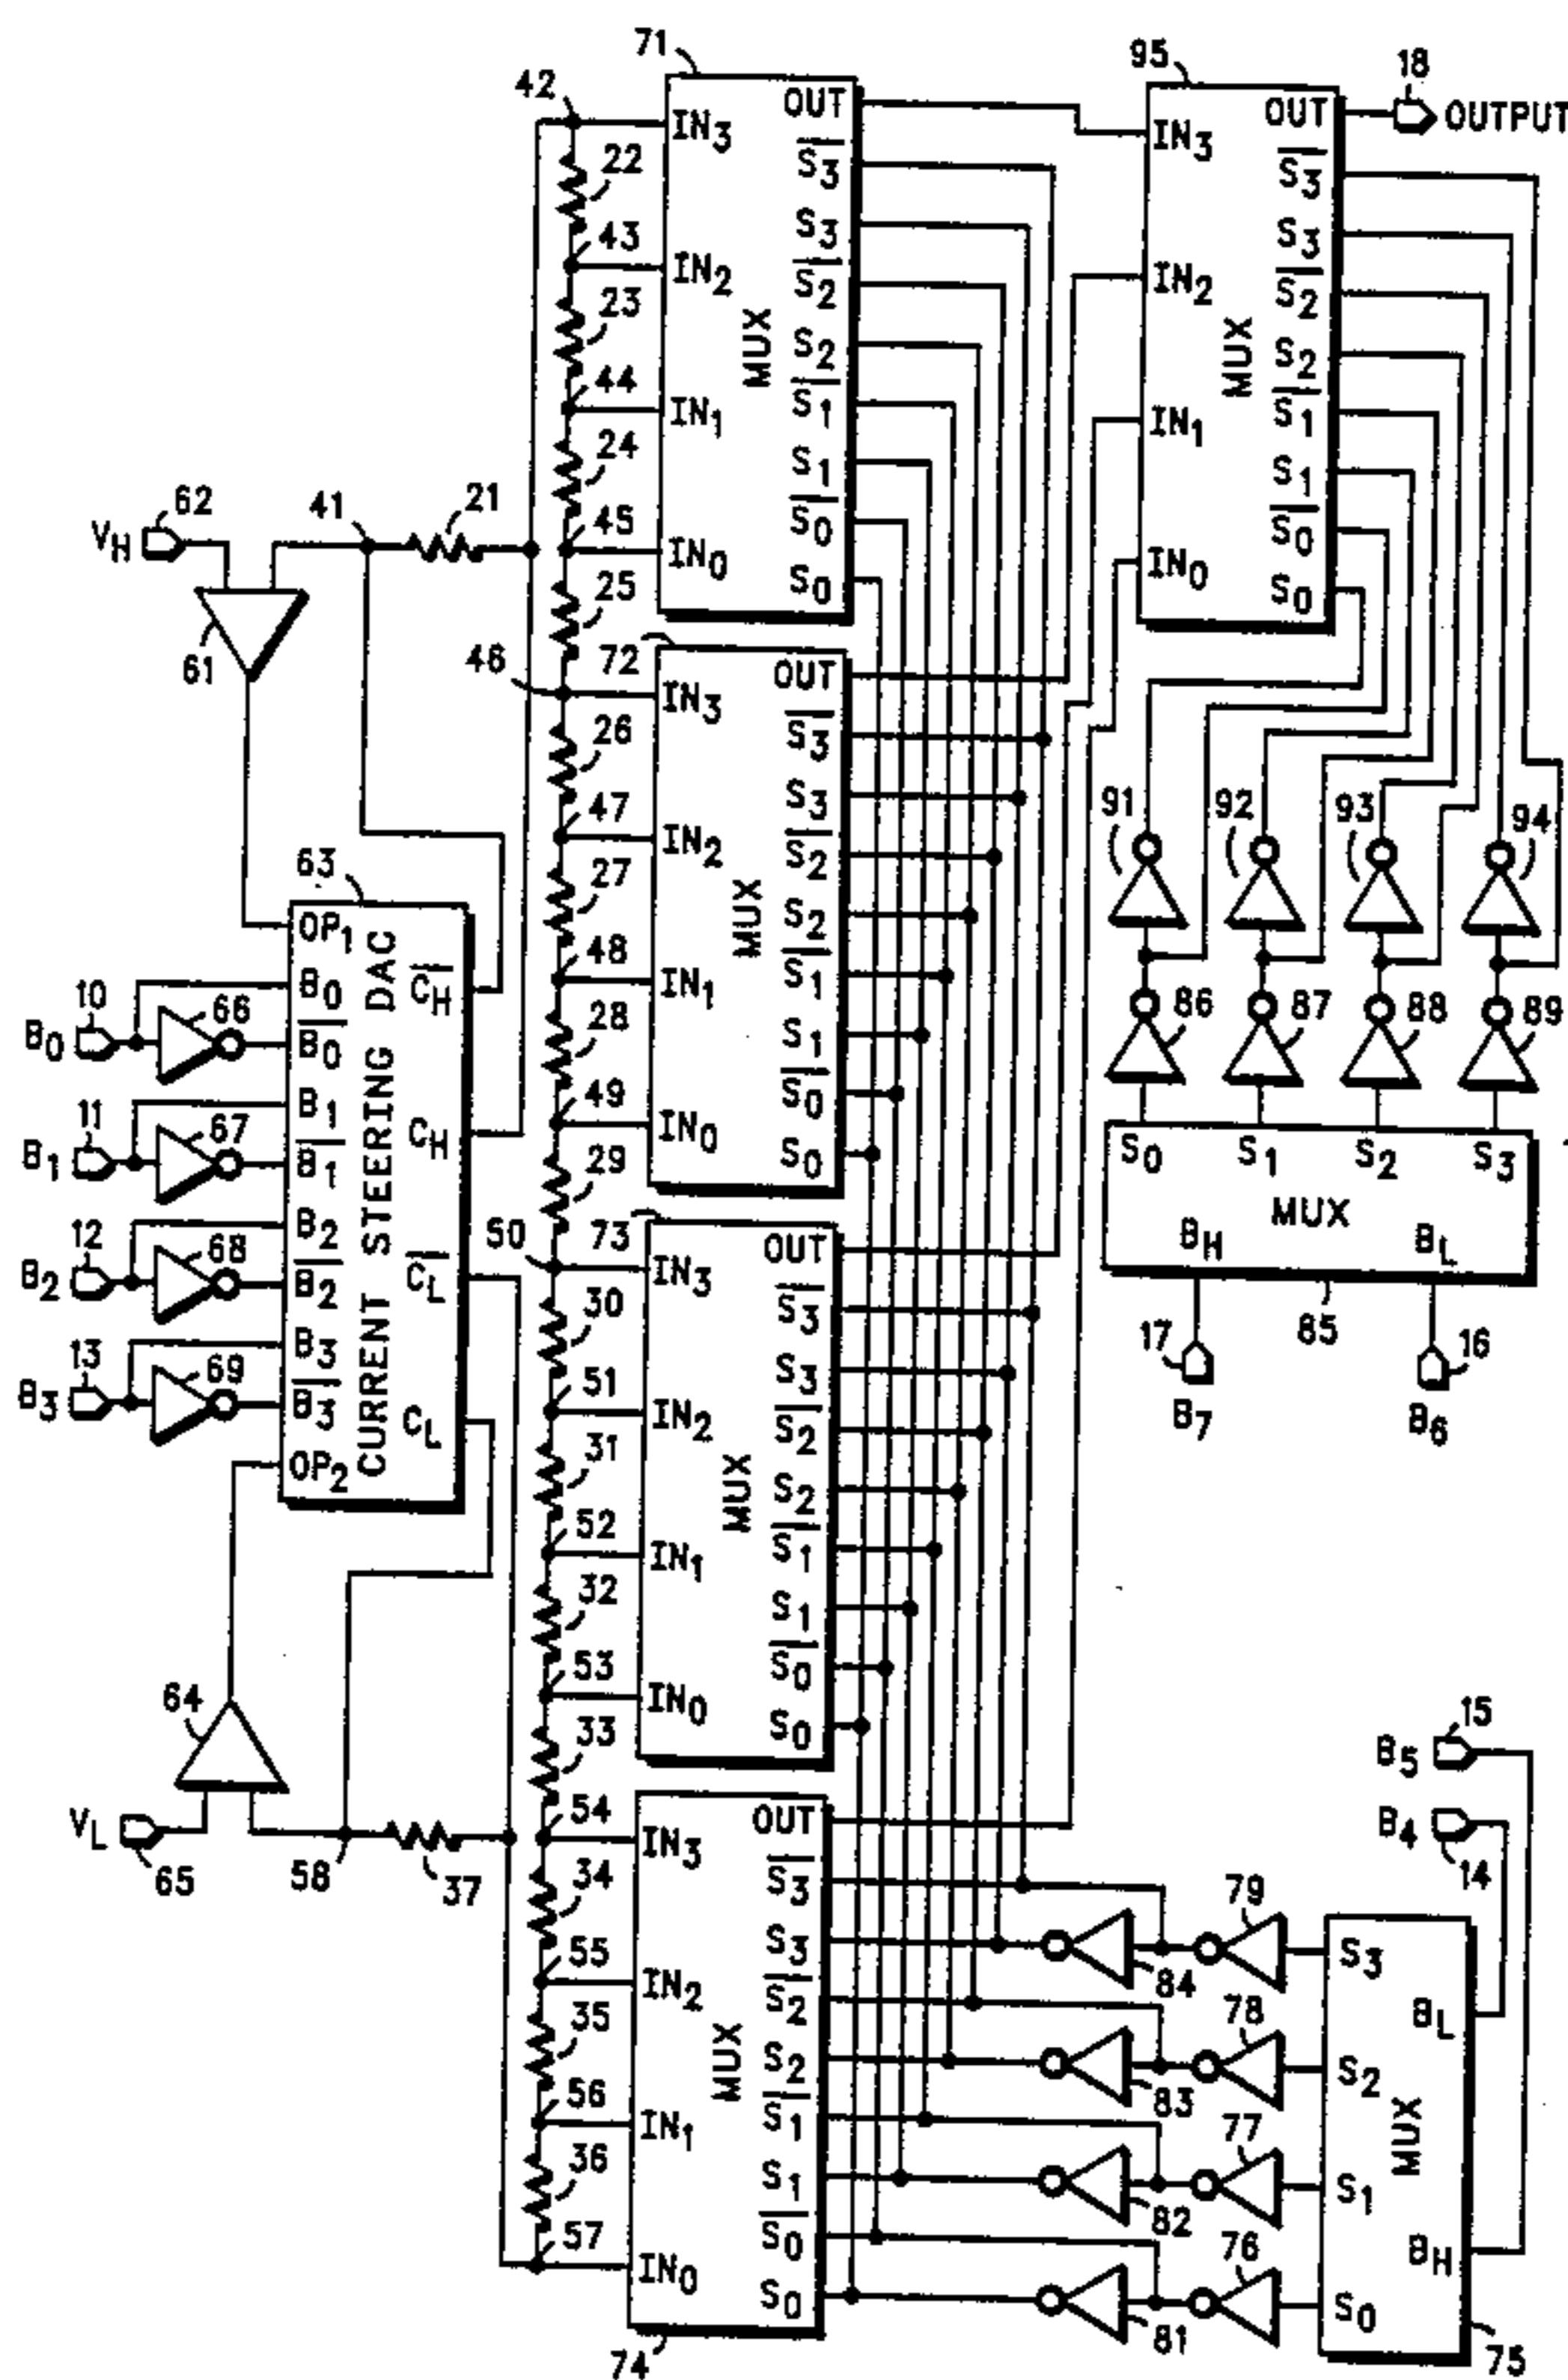 71
95
18
42
OUT
OUT
OUTPUT
IN3
IN3
S3
S3
22
S3
S3
43
IN2
S2
IN2
S2
23
MUX
S2
MUX
S2
44
IN1
S1
IN1
S1
24
S1
S1
62
41
21
45
S0
S0
VH
IN0
S0
IN0
S0
25
61
46
72
OUT
IN3
S3
26
S3
47
91
92
93
94
IN2
S2
63
27
MUX
S2
OP1
CH
48
IN1
S1
10
B0
66
28
S1
86
87
88
89
B0
B0
49
S0
11
B1
67
CH
IN0
S0
S0
S1
S2
S3
B1
B1
29
MUX
12
B2
68
50
73
OUT
BH
BL
B2
B2
CL
IN3
S3
85
13
B3
69
30
S3
17
16
B3
B3
CL
51
IN2
S2
B7
B6
CURRENT STEERING DAC
OP2
31
MUX
S2
52
IN1
S1
32
S1
53
S0
64
IN0
S0
15
33
B5
VL
54
OUT
B4
65
58
37
IN3
S3
14
34
79
S3
84
S3
55
IN2
S2
78
BL
35
MUX
S2
83
S2
56
S1
77
MUX
IN1
36
S1
82
S1
57
S0
76
BH
IN0
S0
81
S0
74
75